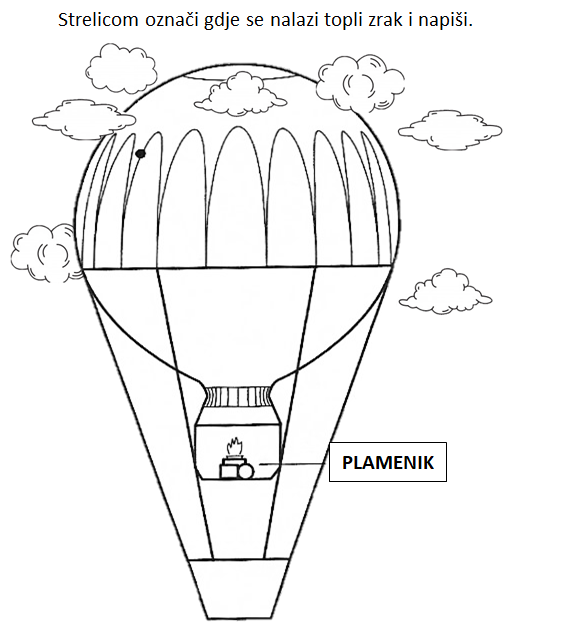 Strelicom označi gdje se nalazi topli zrak i napiši.
PLAMENIK